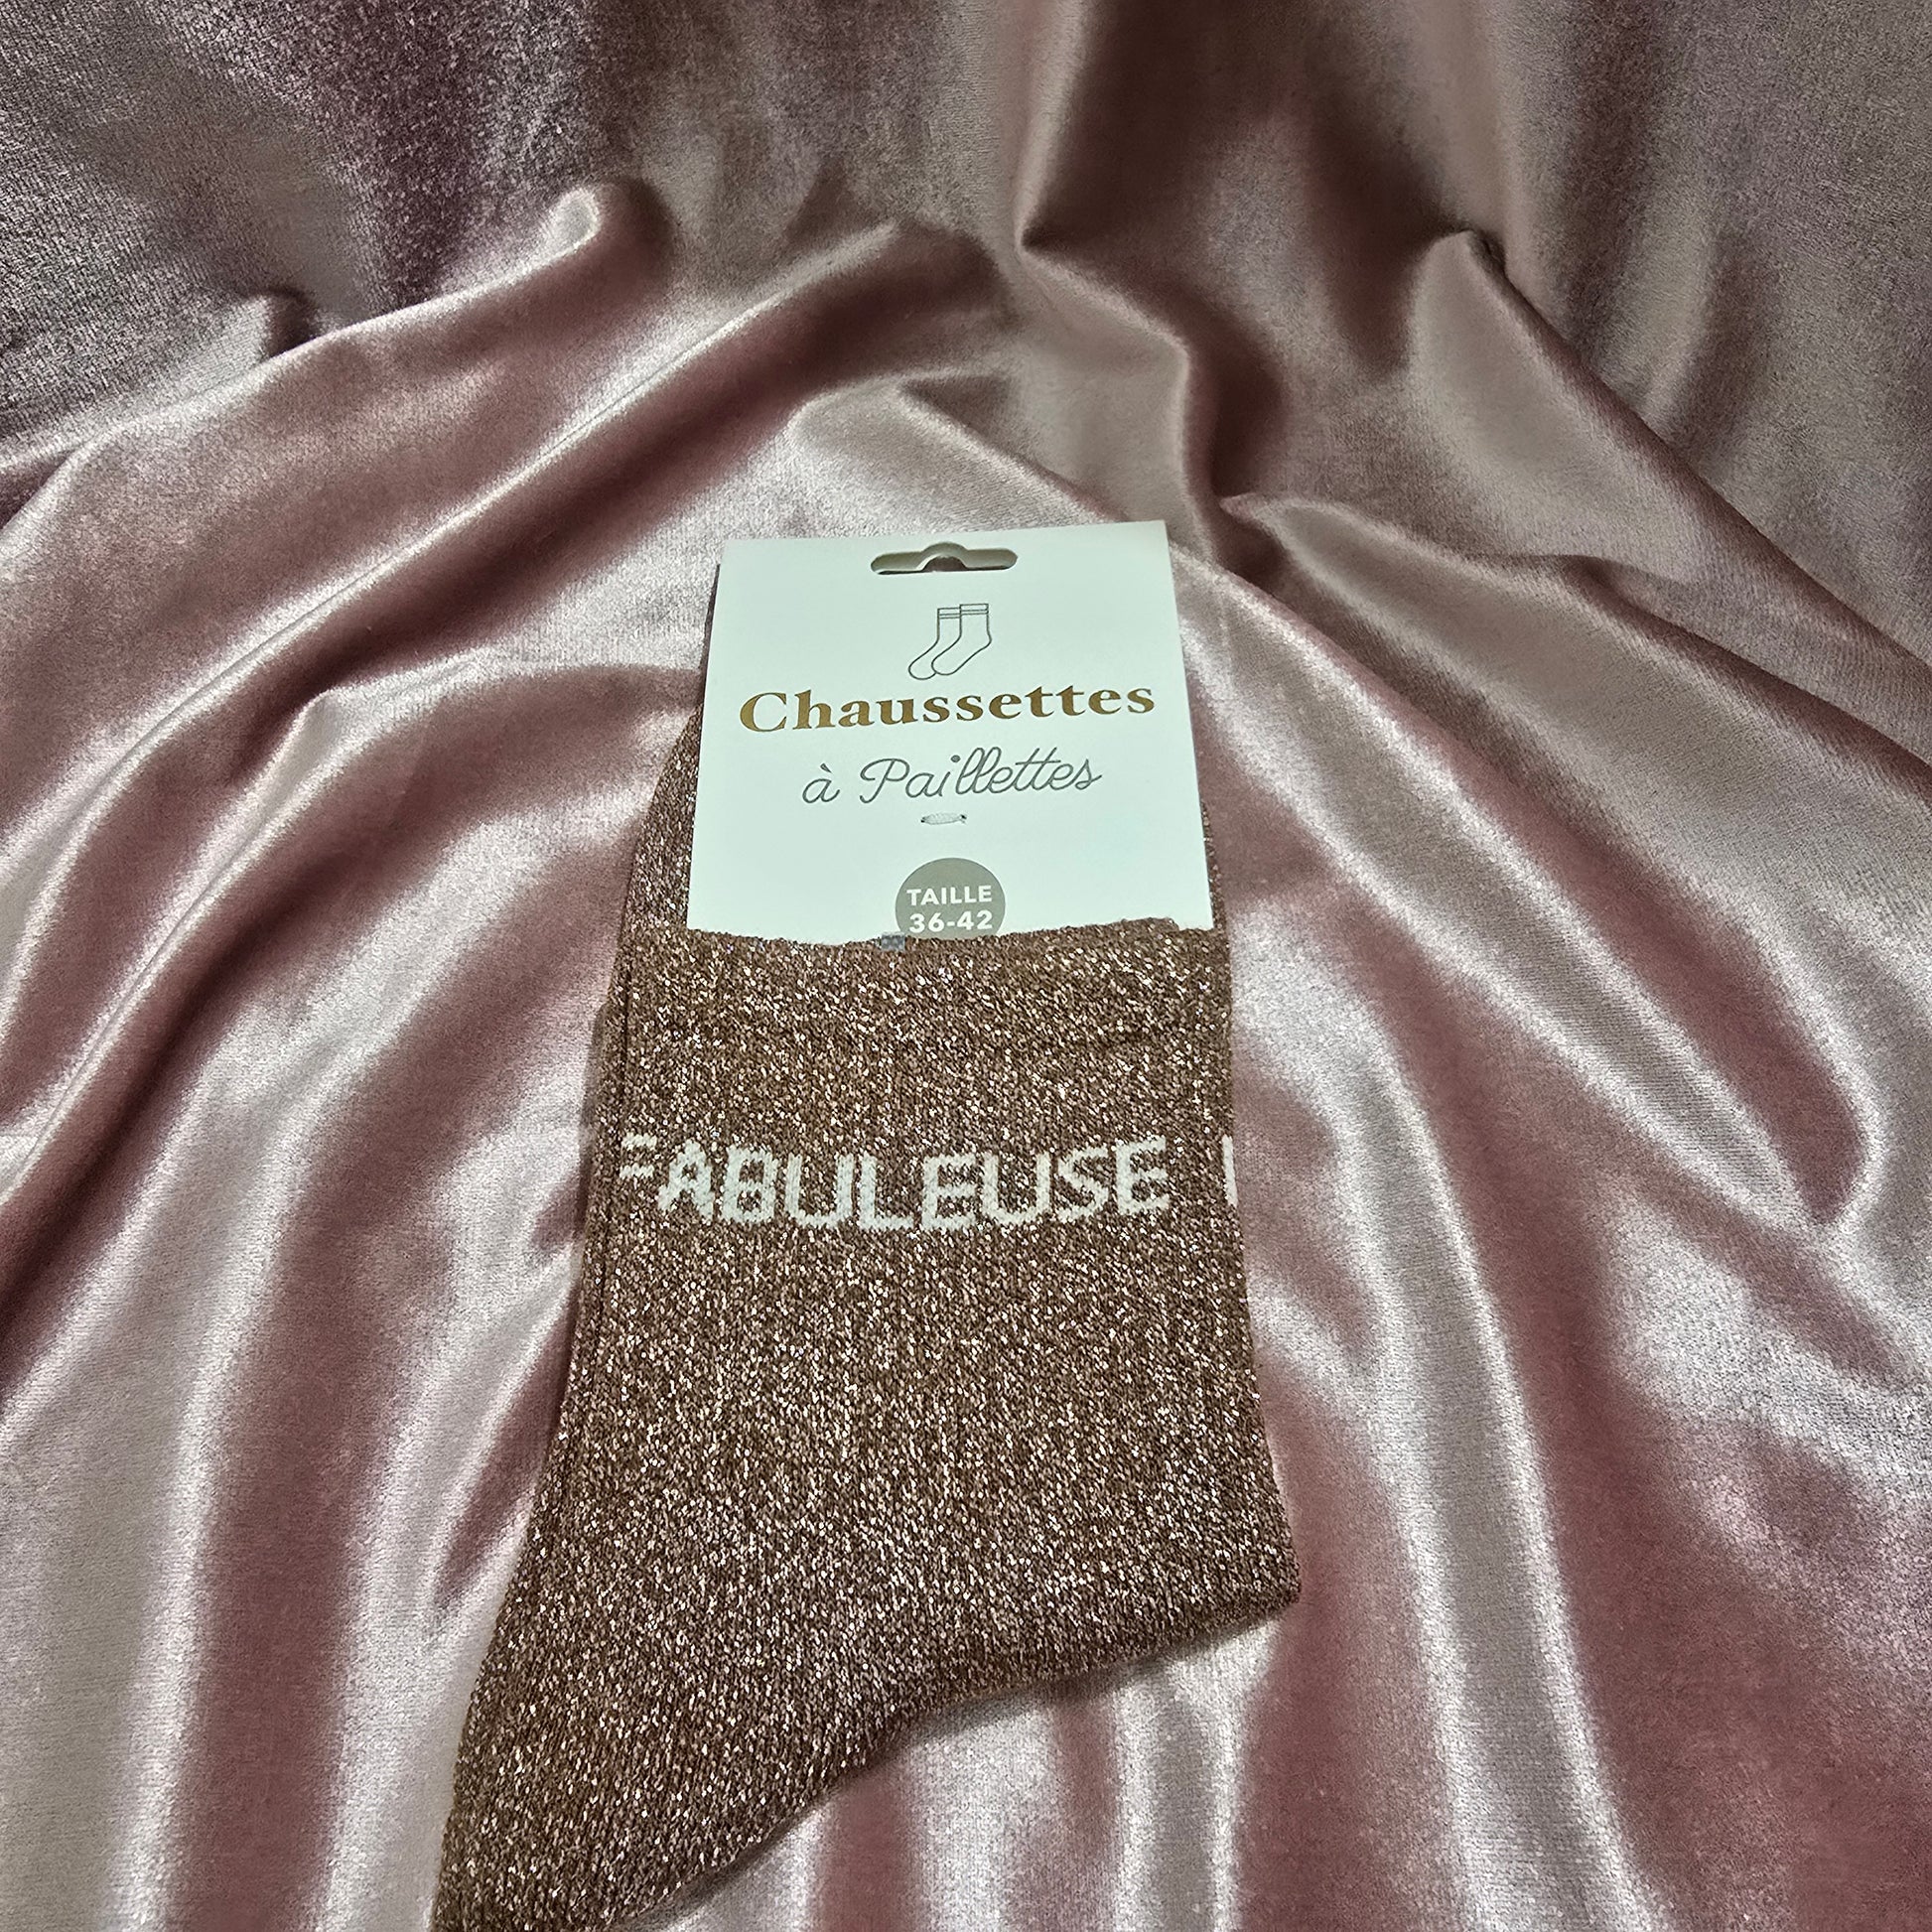 Chaussettes
à Paillettes
TAILLE
36-42
FABULEUSE